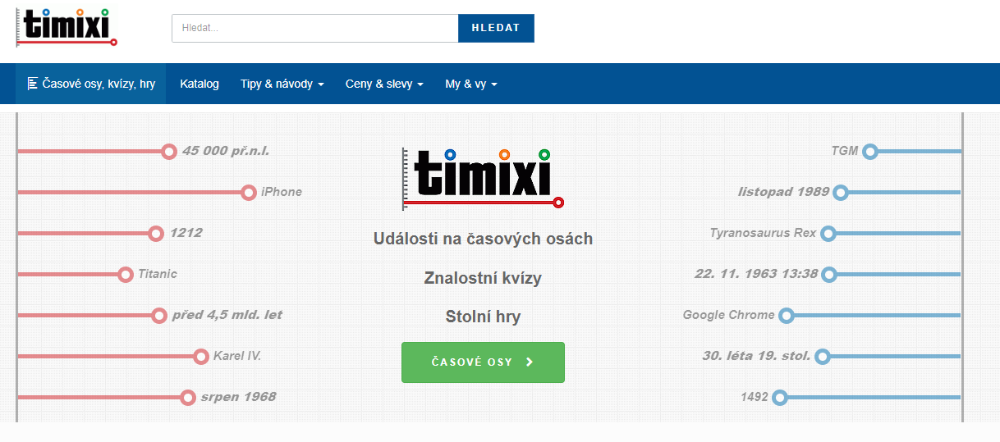 timixi
Hledat...
HLEDAT
Časové osy, kvízy, hry
Katalog
Tipy & návody
Ceny & slevy
My & vy
45 000 př.n.l.
iPhone
1212
Titanic
před 4,5 mld. let
Karel IV.
srpen 1968
timixi
Události na časových osách
Znalostní kvízy
Stolní hry
ČASOVÉ OSY
TGM
listopad 1989
Tyranosaurus Rex
22. 11. 1963 13:38
Google Chrome
30. léta 19. stol.
1492